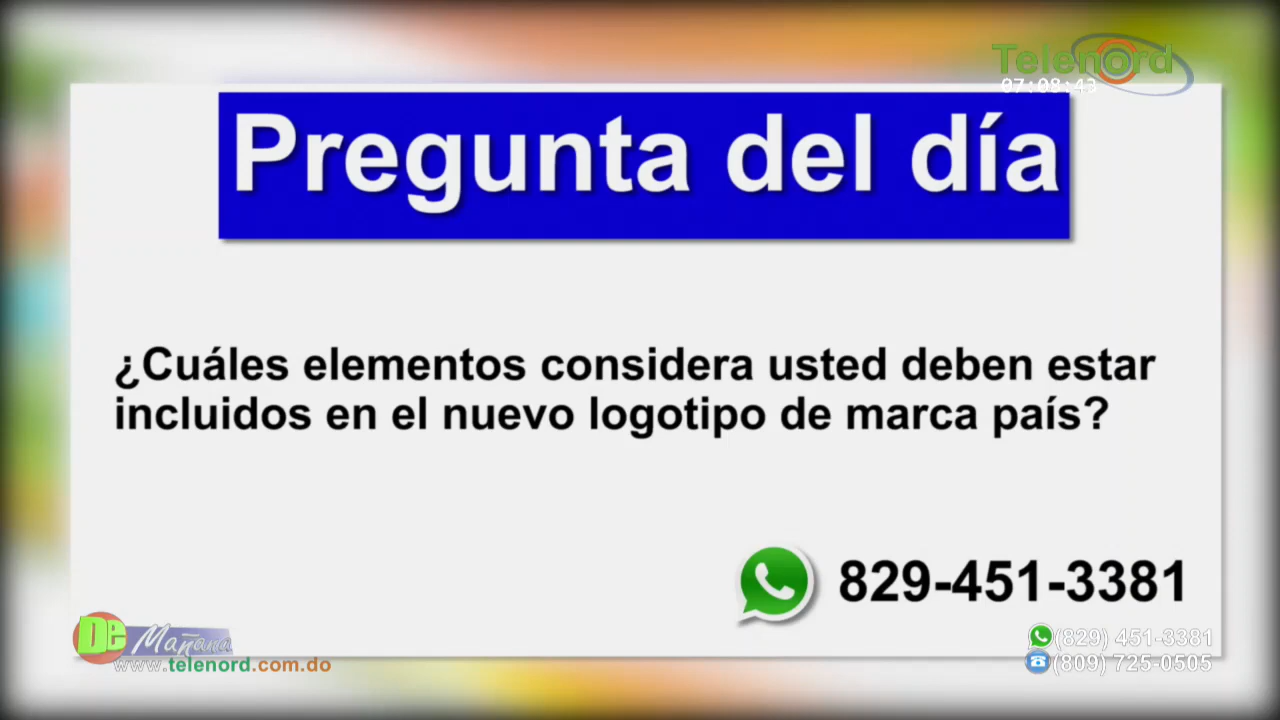 Telenord
07:08:43
Pregunta del día
¿Cuáles elementos considera usted deben estar
incluidos en el nuevo logotipo de marca país?
829-451-3381
De Mañana
www.telenord.com.do
(829) 451-3381
(809) 725-0505